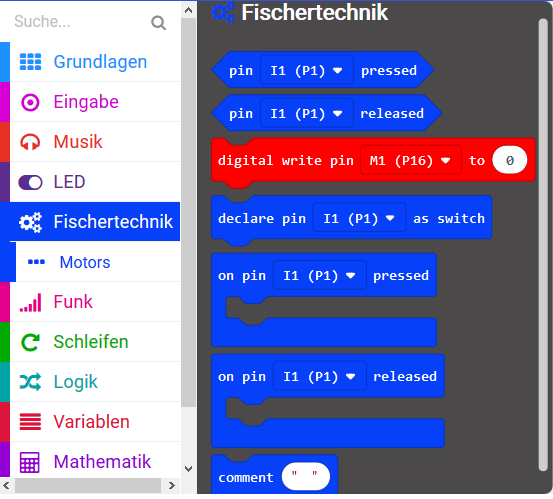 Suche...
Grundlagen
Eingabe
Musik
LED
Fischertechnik
Motors
Funk
Schleifen
Logik
Variablen
Mathematik
Fischertechnik
pin I1 (P1) pressed
pin I1 (P1) released
digital write pin M1 (P16) to 0
declare pin I1 (P1) as switch
on pin I1 (P1) pressed
on pin I1 (P1) released
comment " "